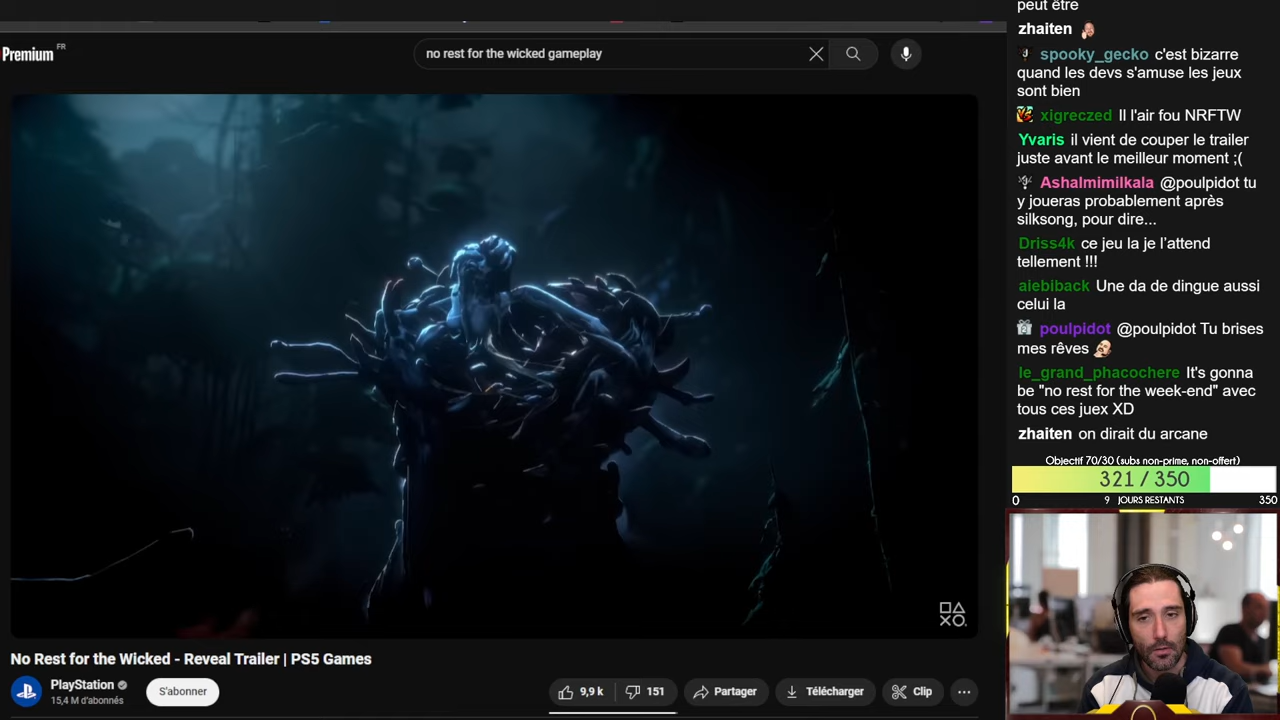 Premium FR
no rest for the wicked gameplay
No Rest for the Wicked - Reveal Trailer | PS5 Games
PlayStation
15,4 M d'abonnés
S'abonner
9,9 k
151
Partager
Télécharger
Clip
peut être
zhaiten
spooky_gecko c'est bizarre
quand les devs s'amuse les jeux
sont bien
xigreczed Il l'air fou NRFTW
Yvaris il vient de couper le trailer
juste avant le meilleur moment ;(
Ashalmimilkala @poulpidot tu
y joueras probablement après
silksong, pour dire...
Driss4k ce jeu la je l'attend
tellement !!!
aiebiback Une da de dingue aussi
celui la
poulpidot @poulpidot Tu brises
mes rêves
le_grand_phacochere It's gonna
be "no rest for the week-end" avec
tous ces juex XD
zhaiten on dirait du arcane
Objectif 70/30 (subs non-prime, non-offert)
321 / 350
0 9 JOURS RESTANTS 350